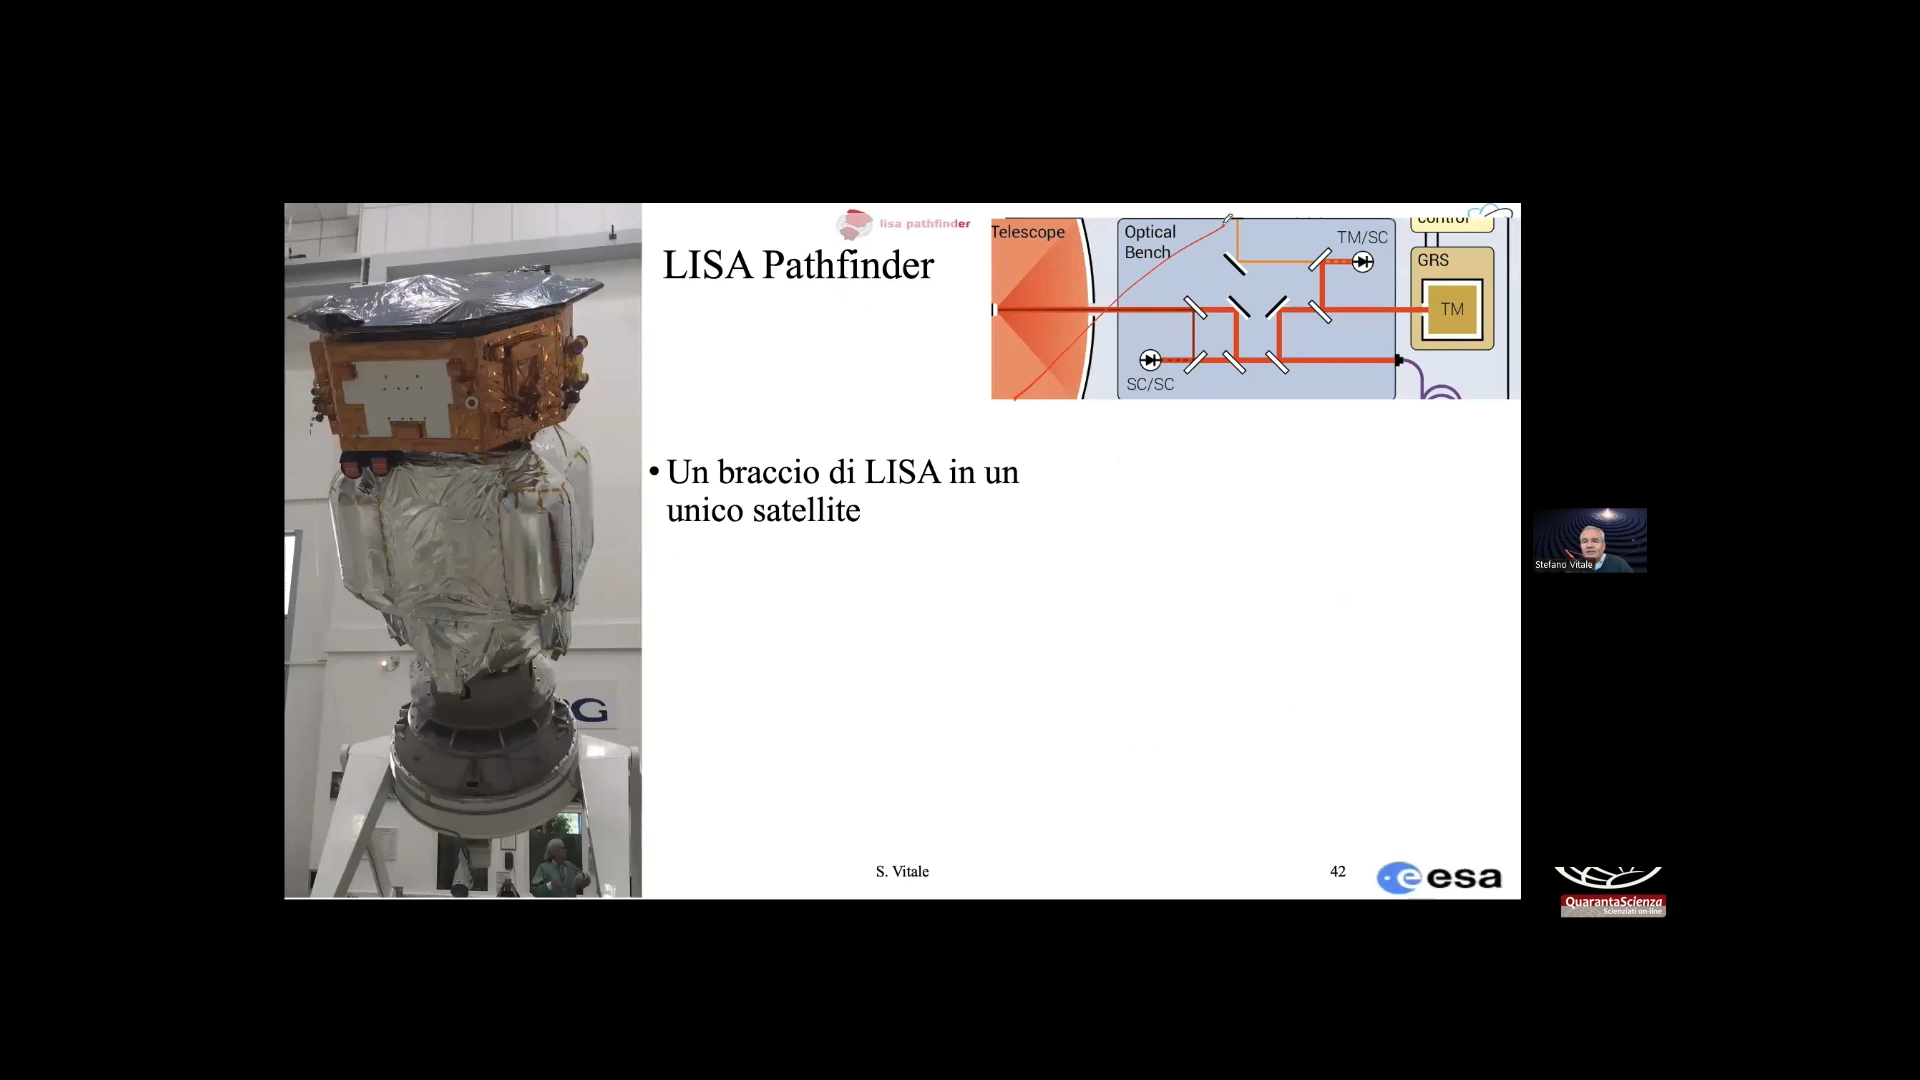 lisa pathfinder
LISA Pathfinder
Telescope
Optical
Bench
TM/SC
control
GRS
TM
SC/SC
• Un braccio di LISA in un
unico satellite
G
S. Vitale
42
esa
Stefano Vitale
QuarantaScienza
Scienziati on-line